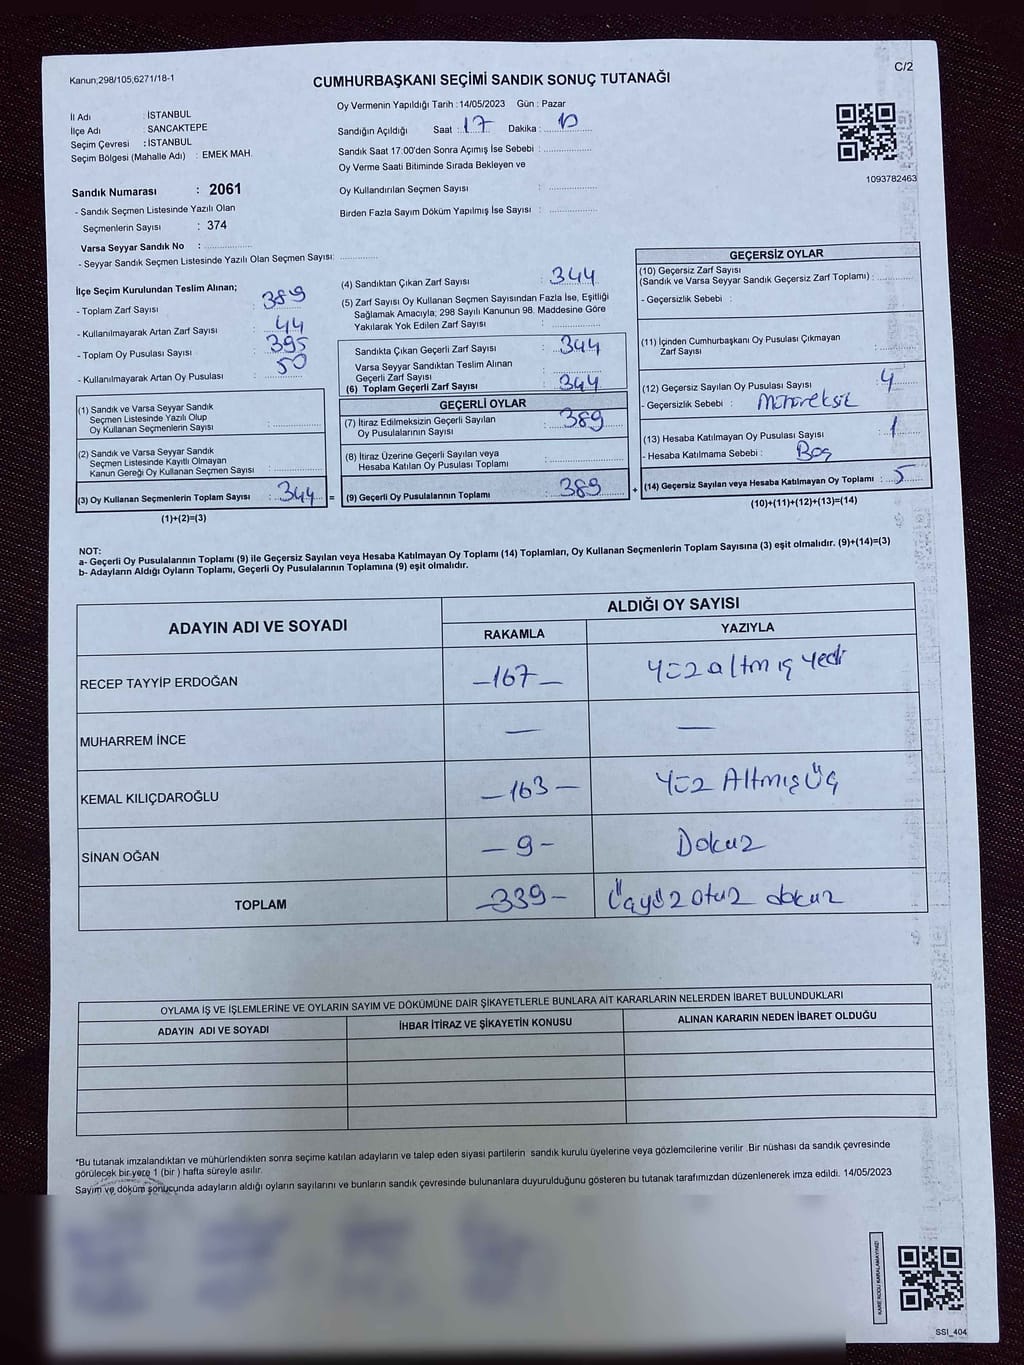 Kanun;298/105,6271/18-1
C/2
CUMHURBAŞKANI SEÇİMİ SANDIK SONUÇ TUTANAĞI
İl Adı : İSTANBUL
İlçe Adı : SANCAKTEPE
Seçim Çevresi : İSTANBUL
Seçim Bölgesi (Mahalle Adı) : EMEK MAH.
Oy Vermenin Yapıldığı Tarih : 14/05/2023 Gün : Pazar
Sandığın Açıldığı Saat : 17 Dakika :
Sandık Saat 17:00'den Sonra Açımış İse Sebebi :
Oy Verme Saati Bitiminde Sırada Bekleyen ve
Oy Kullandırılan Seçmen Sayısı :
Birden Fazla Sayım Döküm Yapılmış İse Sayısı :
1093782463
Sandık Numarası : 2061
- Sandık Seçmen Listesinde Yazılı Olan
Seçmenlerin Sayısı : 374
Varsa Seyyar Sandık No :
- Seyyar Sandık Seçmen Listesinde Yazılı Olan Seçmen Sayısı:
İlçe Seçim Kurulundan Teslim Alınan;
- Toplam Zarf Sayısı : 389
- Kullanılmayarak Artan Zarf Sayısı : 44
- Toplam Oy Pusulası Sayısı : 395
- Kullanılmayarak Artan Oy Pusulası : 50
(1) Sandık ve Varsa Seyyar Sandık
Seçmen Listesinde Yazılı Olup
Oy Kullanan Seçmenlerin Sayısı :
(2) Sandık ve Varsa Seyyar Sandık
Seçmen Listesinde Kayıtlı Olmayan
Kanun Gereği Oy Kullanan Seçmen Sayısı :
(3) Oy Kullanan Seçmenlerin Toplam Sayısı : 344 =
(1)+(2)=(3)
(4) Sandıktan Çıkan Zarf Sayısı : 344
(5) Zarf Sayısı Oy Kullanan Seçmen Sayısından Fazla İse, Eşitliği
Sağlamak Amacıyla; 298 Sayılı Kanunun 98. Maddesine Göre
Yakılarak Yok Edilen Zarf Sayısı :
Sandıkta Çıkan Geçerli Zarf Sayısı : 344
Varsa Seyyar Sandıktan Teslim Alınan
Geçerli Zarf Sayısı :
(6) Toplam Geçerli Zarf Sayısı : 344
GEÇERLİ OYLAR
(7) İtiraz Edilmeksizin Geçerli Sayılan
Oy Pusulalarının Sayısı : 389
(8) İtiraz Üzerine Geçerli Sayılan veya
Hesaba Katılan Oy Pusulası Toplamı :
(9) Geçerli Oy Pusulalarının Toplamı : 389 +
GEÇERSİZ OYLAR
(10) Geçersiz Zarf Sayısı
(Sandık ve Varsa Seyyar Sandık Geçersiz Zarf Toplamı) :
- Geçersizlik Sebebi :
(11) İçinden Cumhurbaşkanı Oy Pusulası Çıkmayan
Zarf Sayısı :
(12) Geçersiz Sayılan Oy Pusulası Sayısı : 4
- Geçersizlik Sebebi :
(13) Hesaba Katılmayan Oy Pusulası Sayısı : 1
- Hesaba Katılmama Sebebi : Boş
(14) Geçersiz Sayılan veya Hesaba Katılmayan Oy Toplamı : 5
(10)+(11)+(12)+(13)=(14)
NOT:
a- Geçerli Oy Pusulalarının Toplamı (9) ile Geçersiz Sayılan veya Hesaba Katılmayan Oy Toplamı (14) Toplamları, Oy Kullanan Seçmenlerin Toplam Sayısına (3) eşit olmalıdır. (9)+(14)=(3)
b- Adayların Aldığı Oyların Toplamı, Geçerli Oy Pusulalarının Toplamına (9) eşit olmalıdır.
ADAYIN ADI VE SOYADI
ALDIĞI OY SAYISI
RAKAMLA YAZIYLA
RECEP TAYYİP ERDOĞAN -167- Yüz altmış yedi
MUHARREM İNCE - -
KEMAL KILIÇDAROĞLU -163- Yüz Altmış Üç
SİNAN OĞAN -9- Dokuz
TOPLAM -339- Üçyüz otuz dokuz
OYLAMA İŞ VE İŞLEMLERİNE VE OYLARIN SAYIM VE DÖKÜMÜNE DAİR ŞİKAYETLERLE BUNLARA AİT KARARLARIN NELERDEN İBARET BULUNDUKLARI
ADAYIN ADI VE SOYADI İHBAR İTİRAZ VE ŞİKAYETİN KONUSU ALINAN KARARIN NEDEN İBARET OLDUĞU
*Bu tutanak imzalandıktan ve mühürlendikten sonra seçime katılan adayların ve talep eden siyasi partilerin sandık kurulu üyelerine veya gözlemcilerine verilir .Bir nüshası da sandık çevresinde
görülecek bir yere 1 (bir ) hafta süreyle asılır.
Sayım ve döküm sonucunda adayların aldığı oyların sayılarını ve bunların sandık çevresinde bulunanlara duyurulduğunu gösteren bu tutanak tarafımızdan düzenlenerek imza edildi. 14/05/2023
KARE KODU KARALAMAYINIZ!
SSI_404